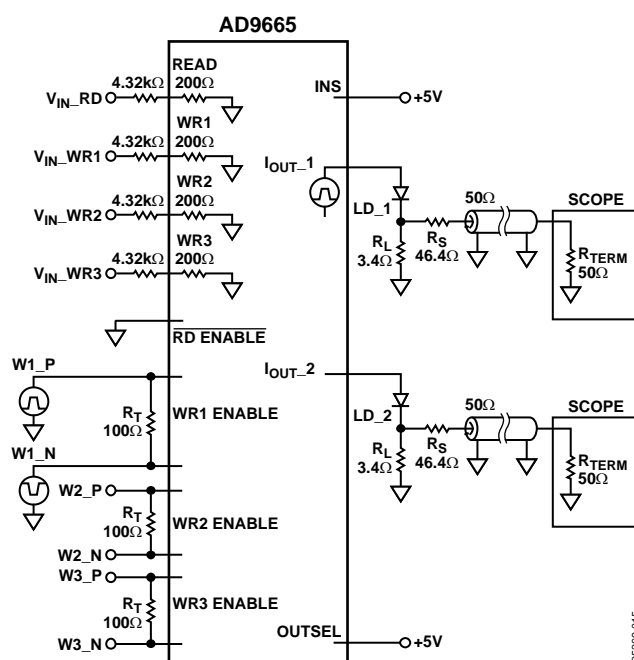 AD9665
READ
4.32kΩ 200Ω
V_IN_RD
INS
+5V
WR1
4.32kΩ 200Ω
V_IN_WR1
WR2
4.32kΩ 200Ω
V_IN_WR2
WR3
4.32kΩ 200Ω
V_IN_WR3
I_OUT_1
LD_1
R_L
3.4Ω
R_S
46.4Ω
50Ω
SCOPE
R_TERM
50Ω
RD ENABLE
W1_P
R_T
100Ω
WR1 ENABLE
W1_N
W2_P
R_T
100Ω
WR2 ENABLE
W2_N
W3_P
R_T
100Ω
WR3 ENABLE
W3_N
I_OUT_2
LD_2
R_L
3.4Ω
R_S
46.4Ω
50Ω
SCOPE
R_TERM
50Ω
OUTSEL
+5V